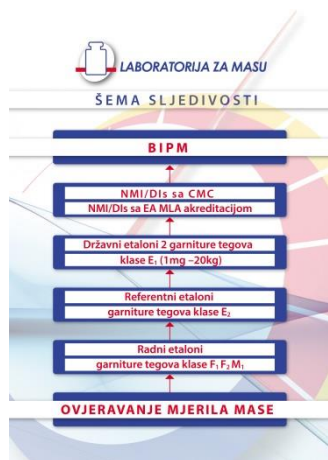 LABORATORIJA ZA MASU
ŠEMA SLJEDIVOSTI
BIPM
NMI/DIs sa CMC
NMI/DIs sa EA MLA akreditacijom
Državni etaloni 2 garniture tegova
klase E₁ (1mg –20kg)
Referentni etaloni
garniture tegova klase E₂
Radni etaloni
garniture tegova klase F₁ F₂ M₁
OVJERAVANJE MJERILA MASE